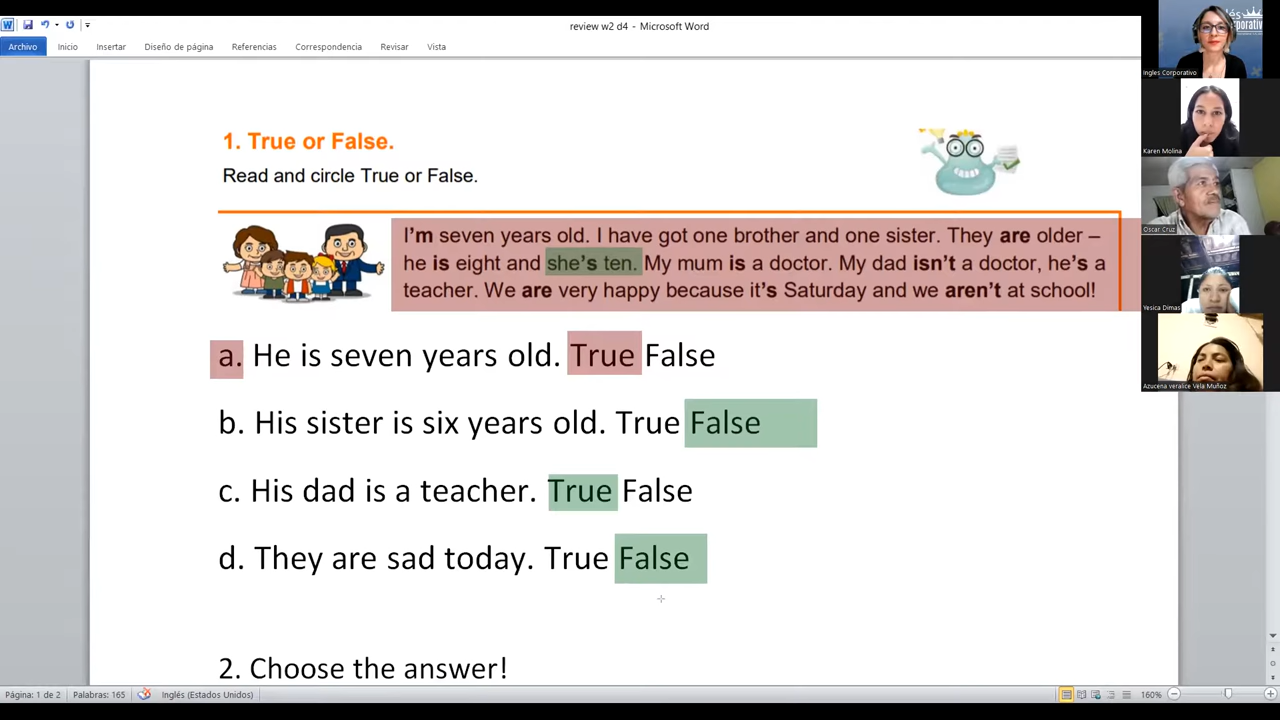 review w2 d4 - Microsoft Word
Archivo Inicio Insertar Diseño de página Referencias Correspondencia Revisar Vista
1. True or False.
Read and circle True or False.
I'm seven years old. I have got one brother and one sister. They are older –
he is eight and she's ten. My mum is a doctor. My dad isn't a doctor, he's a
teacher. We are very happy because it's Saturday and we aren't at school!
a. He is seven years old. True False
b. His sister is six years old. True False
c. His dad is a teacher. True False
d. They are sad today. True False
2. Choose the answer!
Página: 1 de 2 Palabras: 165 Inglés (Estados Unidos) 160%
Ingles Corporativo
Karen Molina
Oscar Cruz
Yesica Dimas
Azucena veralice Vela Muñoz